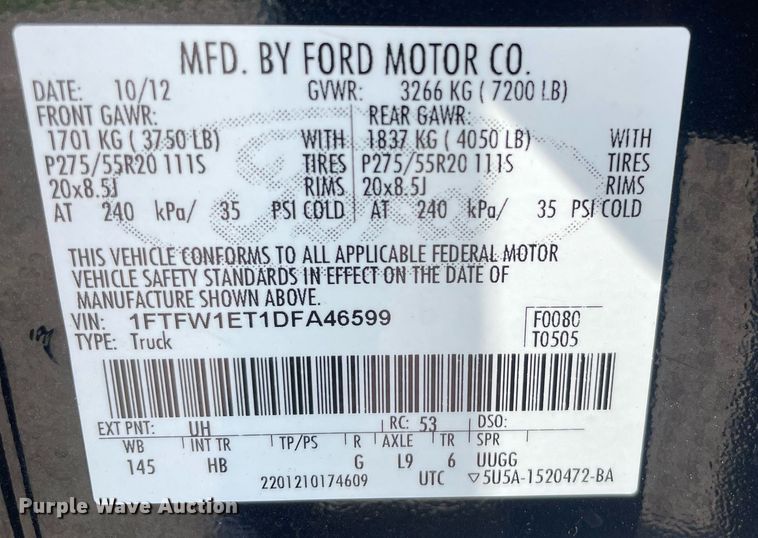 MFD. BY FORD MOTOR CO.
DATE: 10/12 GVWR: 3266 KG ( 7200 LB)
FRONT GAWR: REAR GAWR:
1701 KG ( 3750 LB) WITH 1837 KG ( 4050 LB) WITH
P275/55R20 111S TIRES P275/55R20 111S TIRES
20x8.5J RIMS 20x8.5J RIMS
AT 240 kPa/ 35 PSI COLD AT 240 kPa/ 35 PSI COLD
THIS VEHICLE CONFORMS TO ALL APPLICABLE FEDERAL MOTOR
VEHICLE SAFETY STANDARDS IN EFFECT ON THE DATE OF
MANUFACTURE SHOWN ABOVE.
VIN: 1FTFW1ET1DFA46599 F0080
TYPE: Truck T0505
EXT PNT: UH RC: 53 DSO:
WB INT TR TP/PS R AXLE TR SPR
145 HB G L9 6 UUGG
2201210174609 UTC ▽5U5A-1520472-BA
Purple Wave Auction